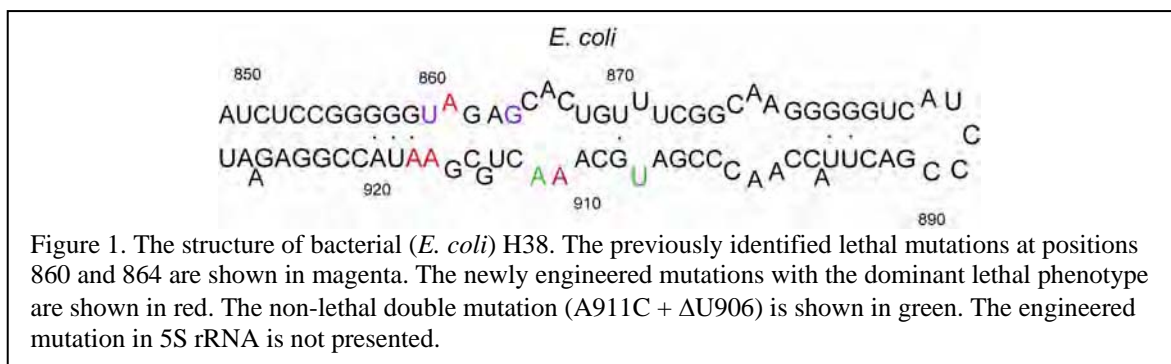 E. coli
850 860 870
AUCUCCGGGGGUAGAGCACUGUUUCGGCAAGGGGGUCAUCC
UAAGAGGCCAUAAGCGUCAAACGUAGCCCAACCAUUCAGCC
920 910 890
Figure 1. The structure of bacterial (E. coli) H38. The previously identified lethal mutations at positions
860 and 864 are shown in magenta. The newly engineered mutations with the dominant lethal phenotype
are shown in red. The non-lethal double mutation (A911C + ΔU906) is shown in green. The engineered
mutation in 5S rRNA is not presented.